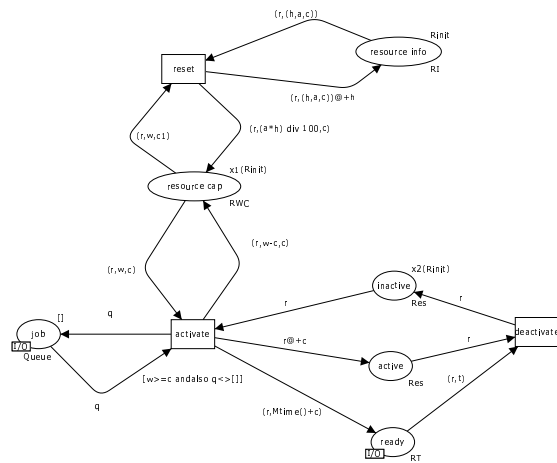 (r,(h,a,c))
Rinit
resource info
reset
RI
(r,(h,a,c))@+h
(r,w,c1)
(r,(a*h) div 100,c)
x1(Rinit)
resource cap
RWC
(r,w-c,c)
(r,w,c)
x2(Rinit)
inactive
r
[]
q
r
Res
job
activate
deactivate
I/O
Queue
r@+c
r
active
Res
[w>=c andalso q<>[]]
(r,t)
q
(r,Mtime()+c)
ready
I/O
RT